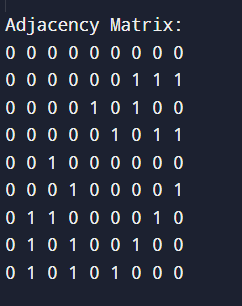 Adjacency Matrix:
0 0 0 0 0 0 0 0 0
0 0 0 0 0 0 1 1 1
0 0 0 0 1 0 1 0 0
0 0 0 0 0 1 0 1 1
0 0 1 0 0 0 0 0 0
0 0 0 1 0 0 0 0 1
0 1 1 0 0 0 0 1 0
0 1 0 1 0 0 1 0 0
0 1 0 1 0 1 0 0 0